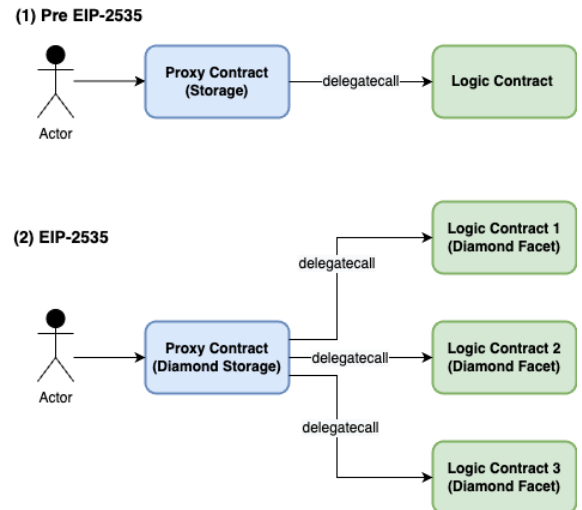 (1) Pre EIP-2535
Proxy Contract
(Storage)
delegatecall
Logic Contract
Actor
(2) EIP-2535
Logic Contract 1
(Diamond Facet)
delegatecall
Proxy Contract
(Diamond Storage)
delegatecall
Logic Contract 2
(Diamond Facet)
Actor
delegatecall
Logic Contract 3
(Diamond Facet)